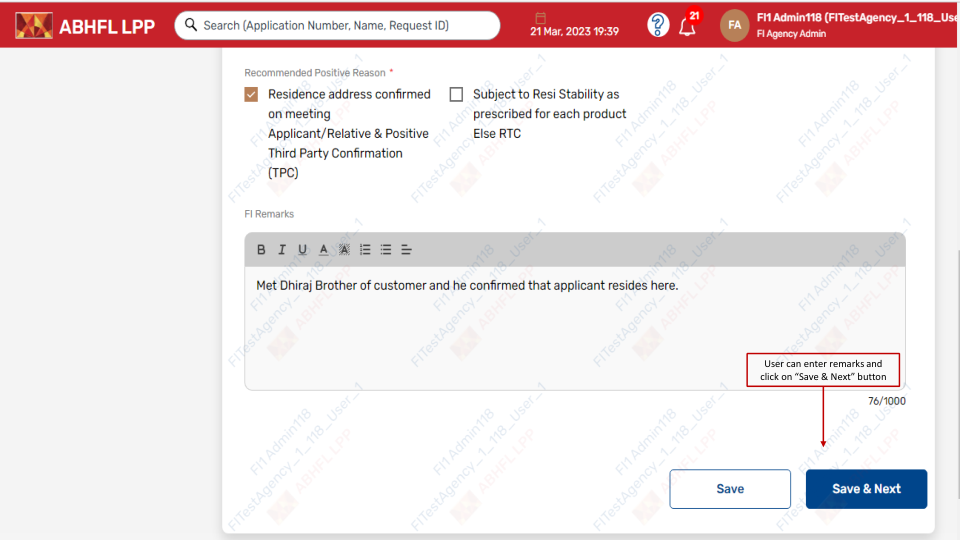 ABHFL LPP
Search (Application Number, Name, Request ID)
21 Mar, 2023 19:39
21
FA
FI1 Admin118 (FITestAgency_1_118_Use
FI Agency Admin
Recommended Positive Reason *
Residence address confirmed
on meeting
Applicant/Relative & Positive
Third Party Confirmation
(TPC)
Subject to Resi Stability as
prescribed for each product
Else RTC
FI Remarks
B I U A A
Met Dhiraj Brother of customer and he confirmed that applicant resides here.
User can enter remarks and
click on “Save & Next” button
76/1000
Save
Save & Next
FI1 Admin118
FITestAgency_1_118_User_1
ABHFL LPP